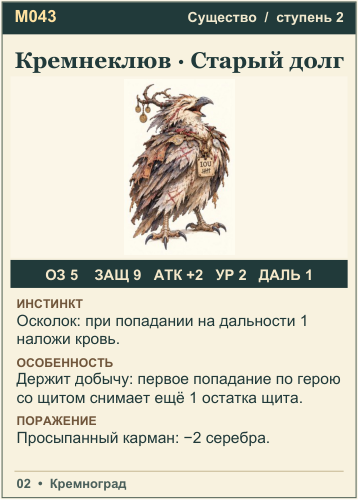 M043
Существо / ступень 2
Кремнеклюв · Старый долг
IOU
ОЗ 5 ЗАЩ 9 АТК +2 УР 2 ДАЛЬ 1
ИНСТИНКТ
Осколок: при попадании на дальности 1
наложи кровь.
ОСОБЕННОСТЬ
Держит добычу: первое попадание по герою
со щитом снимает ещё 1 остатка щита.
ПОРАЖЕНИЕ
Просыпанный карман: −2 серебра.
02 • Кремноград